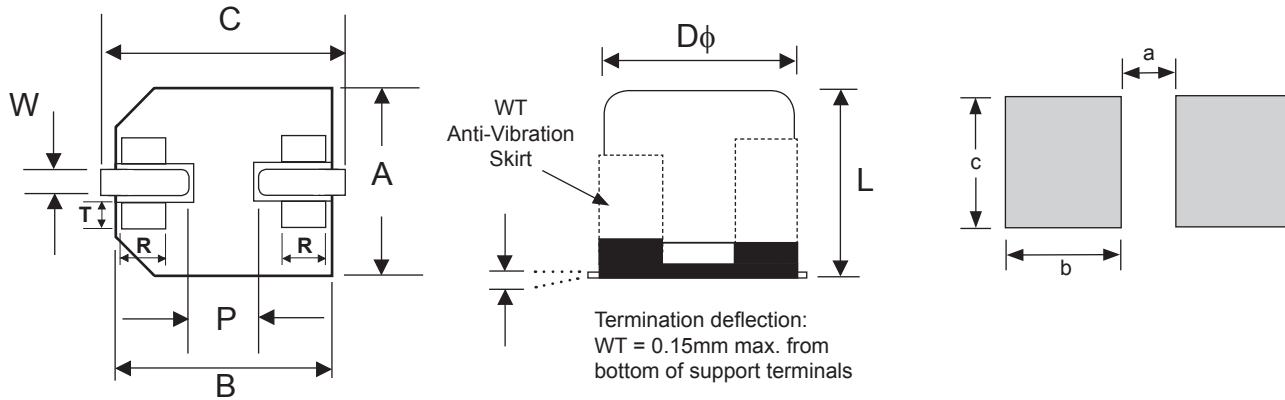 C
W
A
T
R
R
P
B
Dϕ
WT
Anti-Vibration
Skirt
L
Termination deflection:
WT = 0.15mm max. from
bottom of support terminals
a
c
b